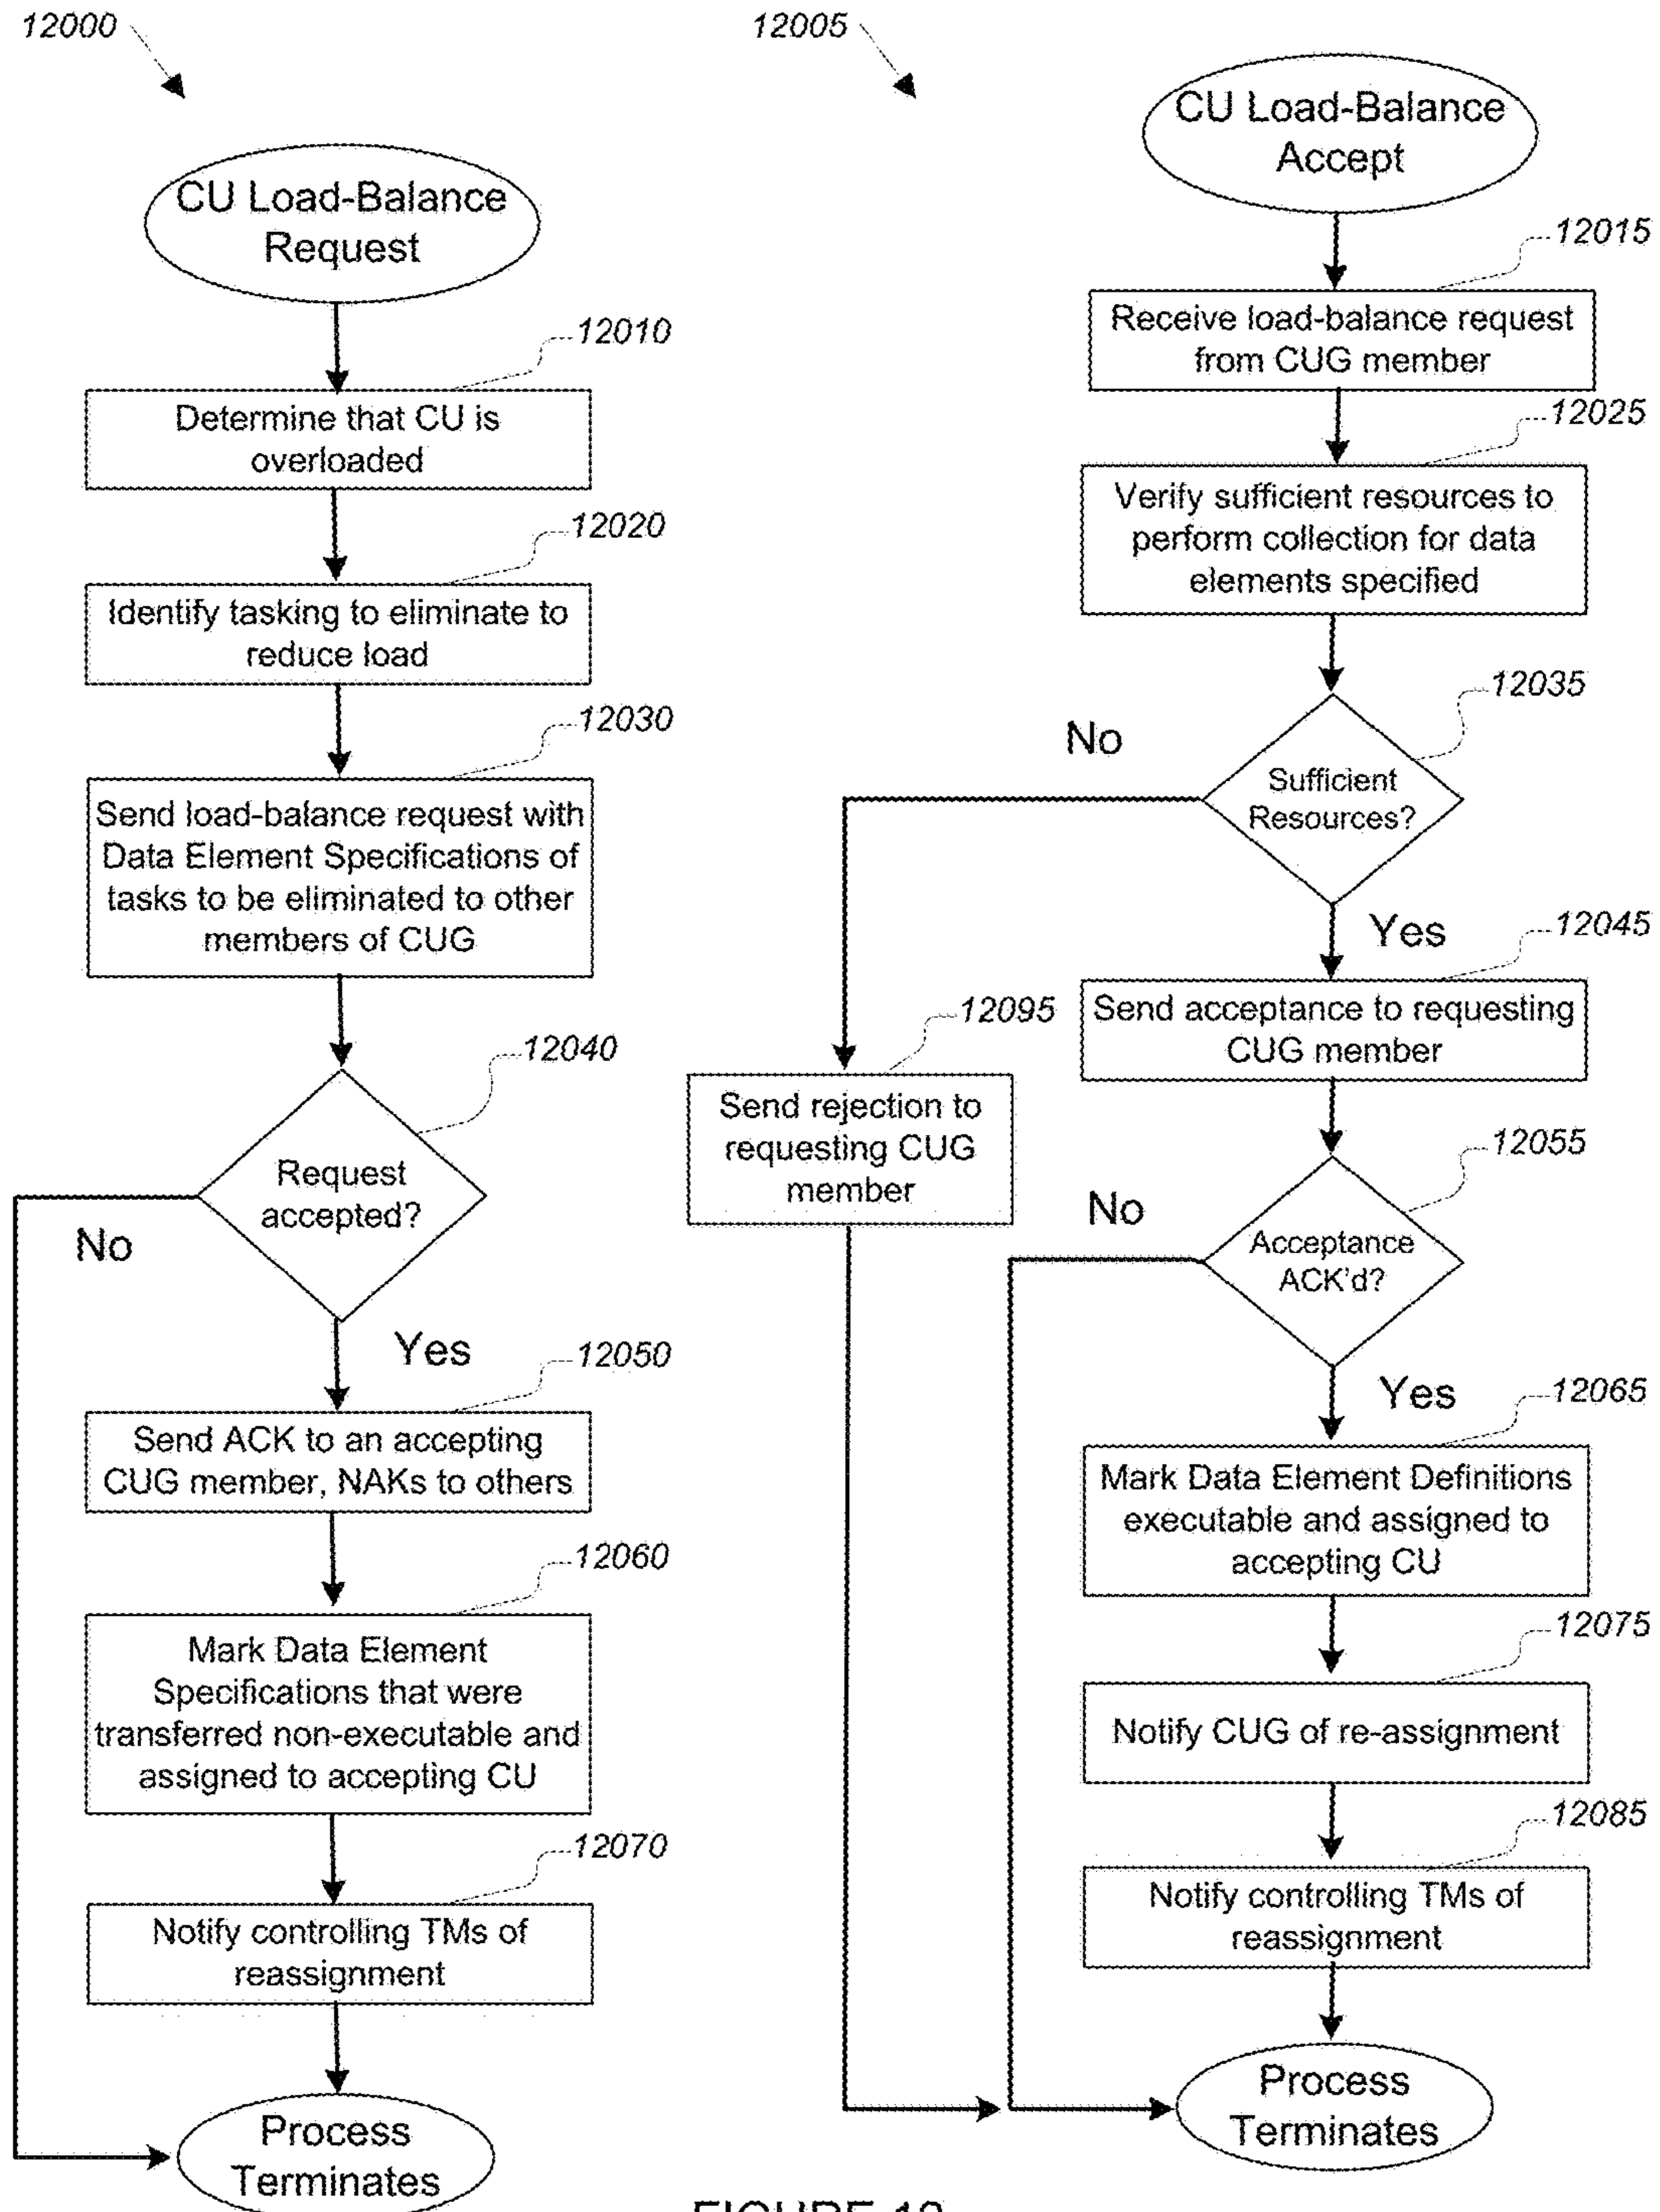 12000
CU Load-Balance
Request
12010
Determine that CU is
overloaded
12020
Identify tasking to eliminate to
reduce load
12030
Send load-balance request with
Data Element Specifications of
tasks to be eliminated to other
members of CUG
12040
Request
accepted?
No
Yes
12050
Send ACK to an accepting
CUG member, NAKs to others
12060
Mark Data Element
Specifications that were
transferred non-executable and
assigned to accepting CU
12070
Notify controlling TMs of
reassignment
Process
Terminates
12005
CU Load-Balance
Accept
12015
Receive load-balance request
from CUG member
12025
Verify sufficient resources to
perform collection for data
elements specified
12035
No
Sufficient
Resources?
Yes
12045
Send acceptance to requesting
CUG member
12095
Send rejection to
requesting CUG
member
12055
No
Acceptance
ACK'd?
Yes
12065
Mark Data Element Definitions
executable and assigned to
accepting CU
12075
Notify CUG of re-assignment
12085
Notify controlling TMs of
reassignment
Process
Terminates
FIGURE 12